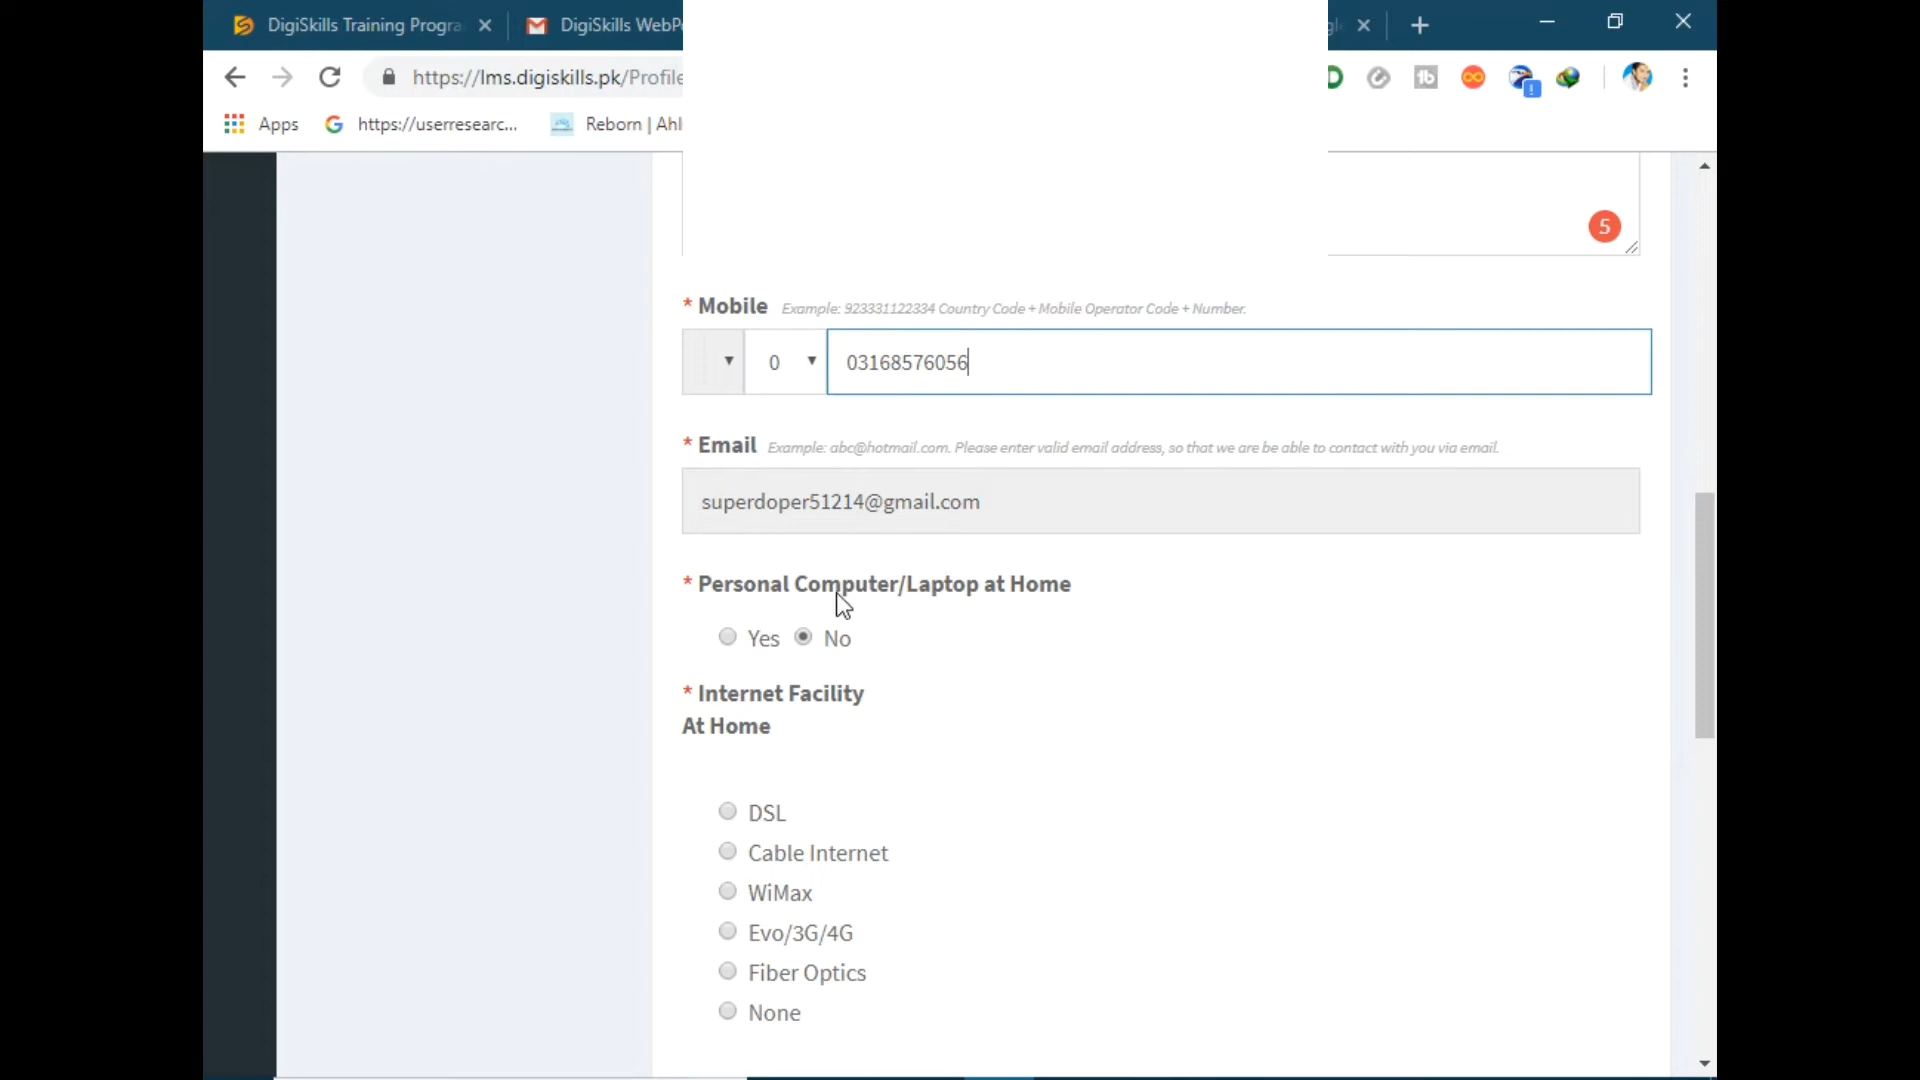 DigiSkills Training Progra
DigiSkills WebP
https://lms.digiskills.pk/Profile
Apps
https://userresearc...
Reborn | Ahl
5
* Mobile Example: 923331122334 Country Code + Mobile Operator Code + Number.
0
03168576056
* Email Example: abc@hotmail.com. Please enter valid email address, so that we are be able to contact with you via email.
superdoper51214@gmail.com
* Personal Computer/Laptop at Home
Yes No
* Internet Facility
At Home
DSL
Cable Internet
WiMax
Evo/3G/4G
Fiber Optics
None